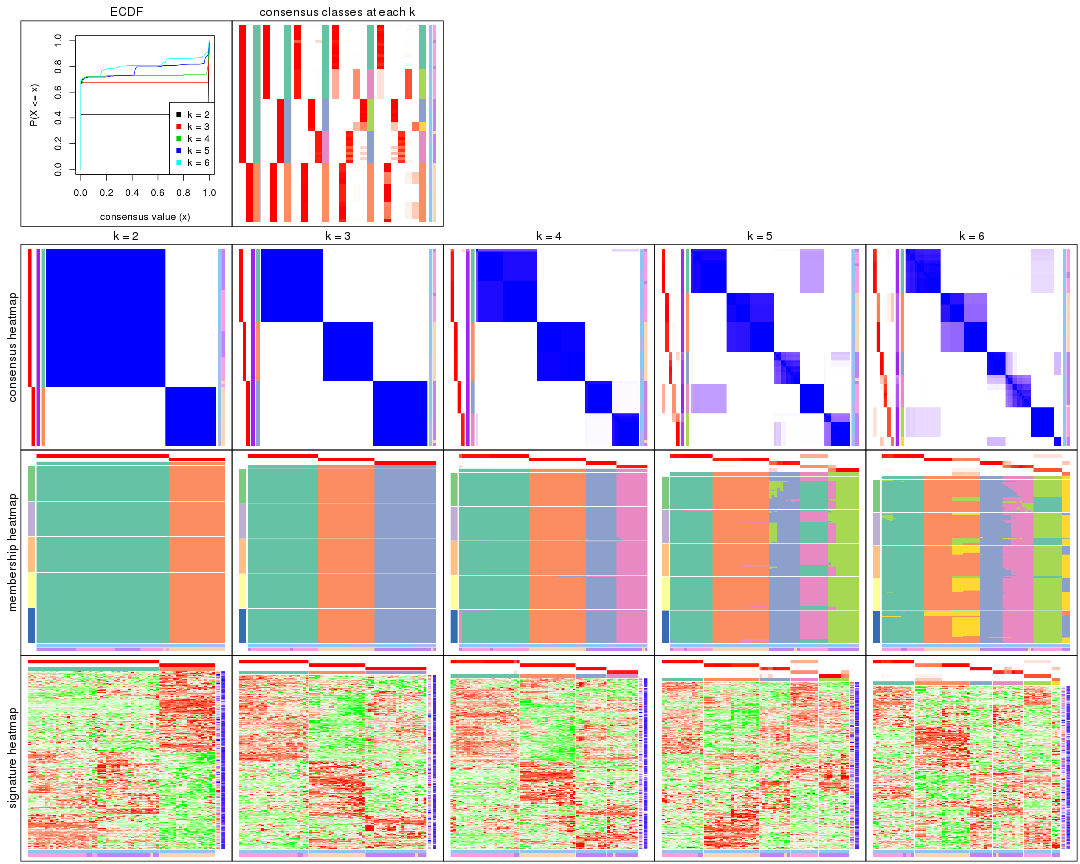 ECDF
consensus classes at each k
P(X <= x)
0.0
0.2
0.4
0.6
0.8
1.0
k = 2
k = 3
k = 4
k = 5
k = 6
0.0 0.2 0.4 0.6 0.8 1.0
consensus value (x)
k = 2
k = 3
k = 4
k = 5
k = 6
consensus heatmap
membership heatmap
signature heatmap